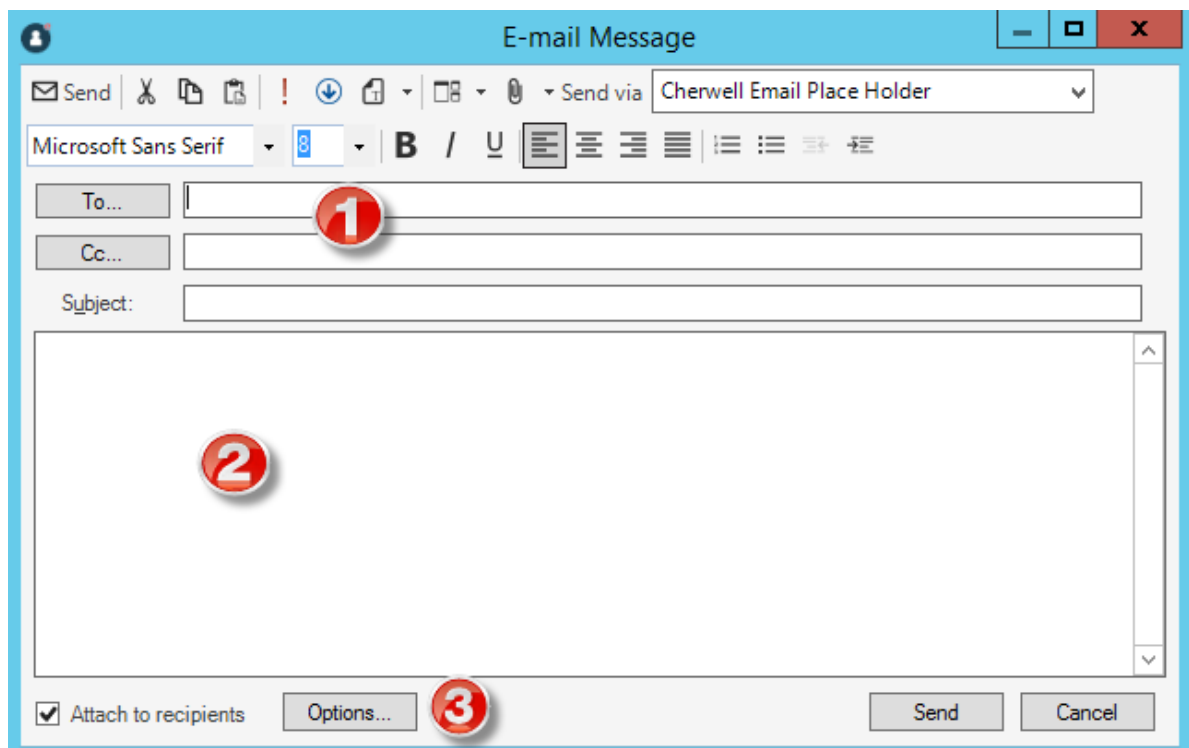 E-mail Message
Send Send via Cherwell Email Place Holder
Microsoft Sans Serif 8 B I U
To... 1
Cc...
Subject:
2
Attach to recipients Options... 3 Send Cancel